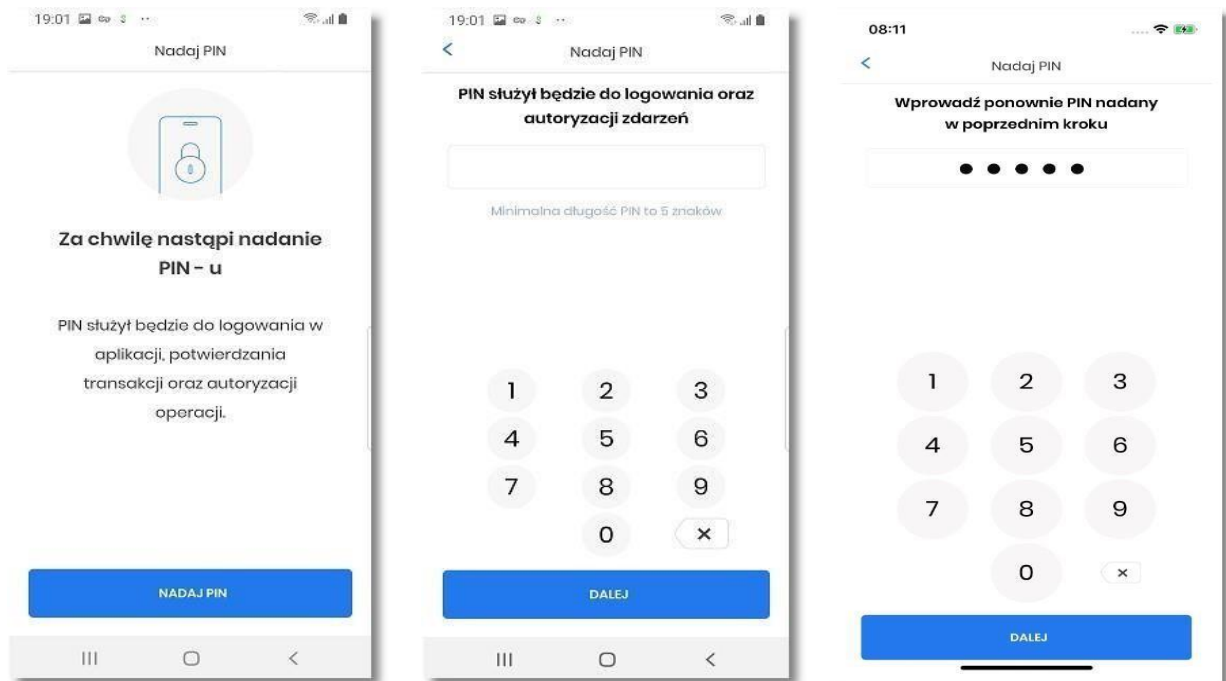 19:01
Nadaj PIN
Za chwilę nastąpi nadanie
PIN - u
PIN służył będzie do logowania w
aplikacji, potwierdzania
transakcji oraz autoryzacji
operacji.
NADAJ PIN
19:01
Nadaj PIN
PIN służył będzie do logowania oraz
autoryzacji zdarzeń
Minimalna długość PIN to 5 znaków
1 2 3
4 5 6
7 8 9
0
DALEJ
08:11
Nadaj PIN
Wprowadź ponownie PIN nadany
w poprzednim kroku
1 2 3
4 5 6
7 8 9
0
DALEJ